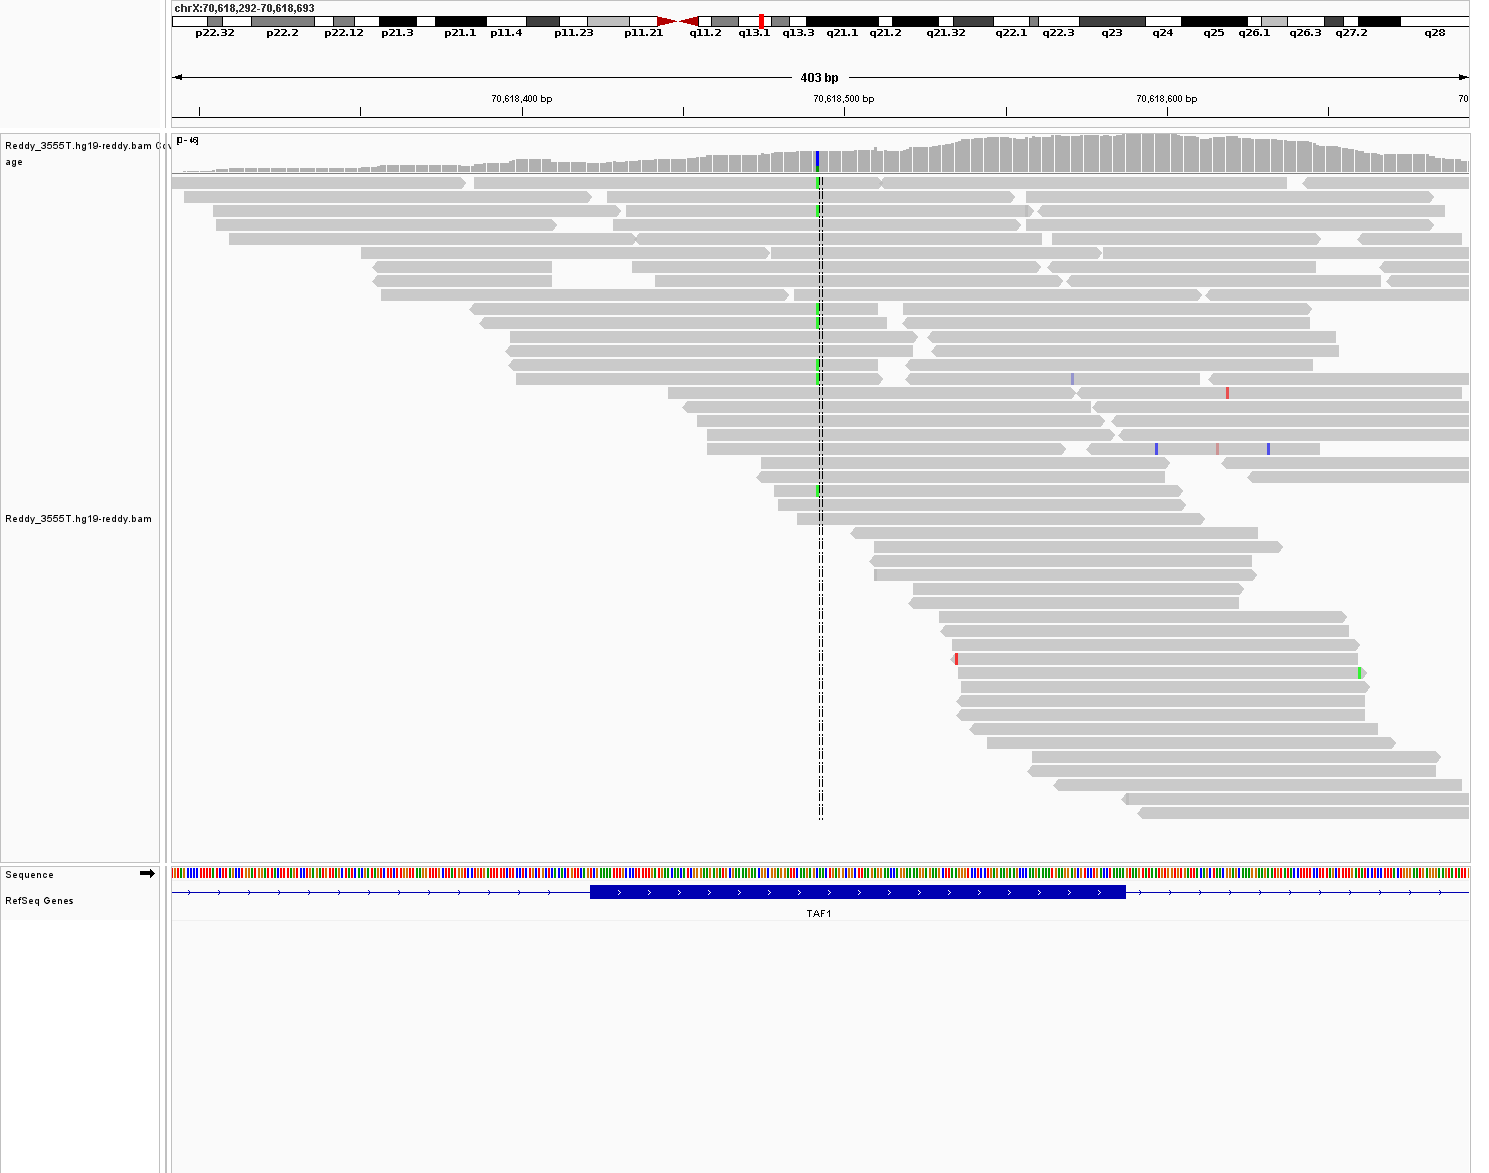 chrX:70,618,292-70,618,693
p22.32 p22.2 p22.12 p21.3 p21.1 p11.4 p11.23 p11.21 q11.2 q13.1 q13.3 q21.1 q21.2 q21.32 q22.1 q22.3 q23 q24 q25 q26.1 q26.3 q27.2 q28
403 bp
70,618,400 bp 70,618,500 bp 70,618,600 bp 70
Reddy_3555T.hg19-reddy.bam Cov
age
[0 - 46]
Reddy_3555T.hg19-reddy.bam
Sequence
RefSeq Genes
TAF1